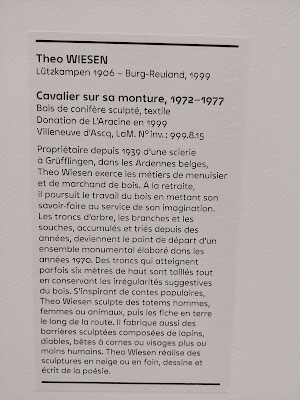 Theo WIESEN
Lützkampen 1906 – Burg-Reuland, 1999
Cavalier sur sa monture, 1972–1977
Bois de conifère sculpté, textile
Donation de L'Aracine en 1999
Villeneuve d'Ascq, LaM. N° inv. : 999.8.15
Propriétaire depuis 1939 d'une scierie
à Grüfflingen, dans les Ardennes belges,
Theo Wiesen exerce les métiers de menuisier
et de marchand de bois. À la retraite,
il poursuit le travail du bois en mettant son
savoir-faire au service de son imagination.
Les troncs d'arbre, les branches et les
souches, accumulés et triés depuis des
années, deviennent le point de départ d'un
ensemble monumental élaboré dans les
années 1970. Des troncs qui atteignent
parfois six mètres de haut sont taillés tout
en conservant les irrégularités suggestives
du bois. S'inspirant de contes populaires,
Theo Wiesen sculpte des totems hommes,
femmes ou animaux, puis les fiche en terre
le long de la route. Il fabrique aussi des
barrières sculptées composées de lapins,
diables, bêtes à cornes ou visages plus ou
moins humains. Theo Wiesen réalise des
sculptures en neige ou en foin, dessine et
écrit de la poésie.